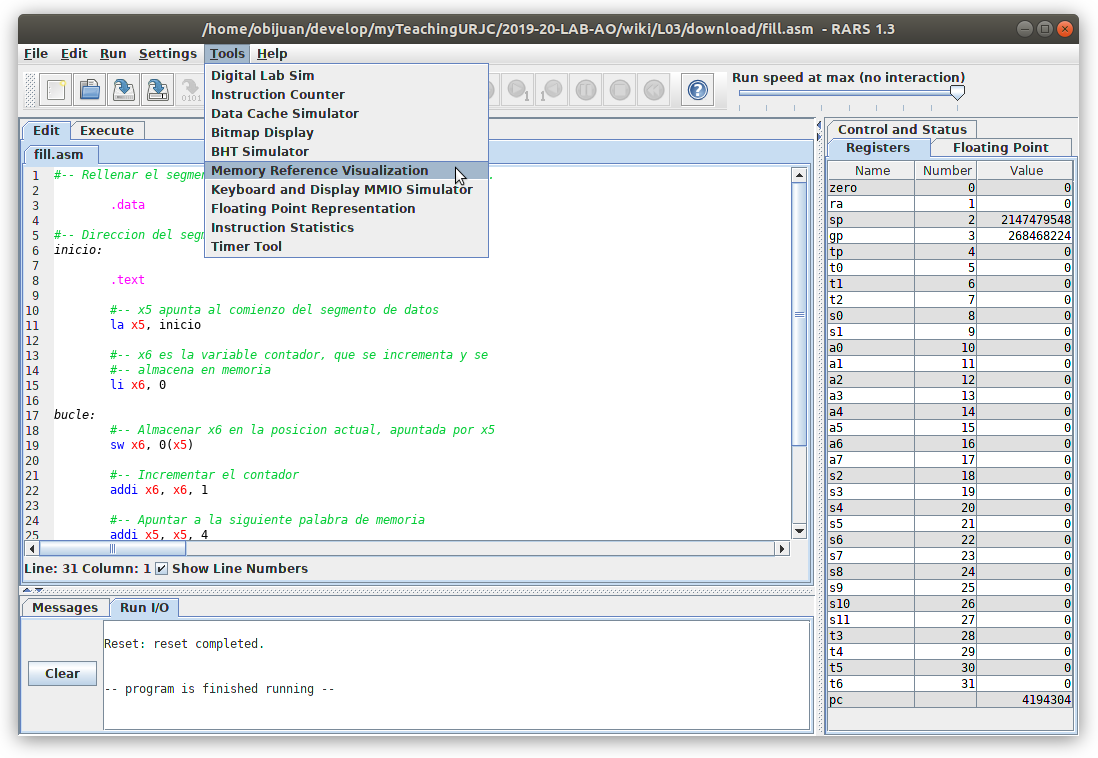 /home/obijuan/develop/myTeachingURJC/2019-20-LAB-AO/wiki/L03/download/fill.asm - RARS 1.3
File Edit Run Settings Tools Help
Digital Lab Sim
Instruction Counter
Data Cache Simulator
Bitmap Display
BHT Simulator
Memory Reference Visualization
Keyboard and Display MMIO Simulator
Floating Point Representation
Instruction Statistics
Timer Tool
Run speed at max (no interaction)
Edit Execute
fill.asm
1 #-- Rellenar el
2
3 .data
4
5 #-- Direccion del
6 inicio:
7
8 .text
9
10 #-- x5 apunta al comienzo del segmento de datos
11 la x5, inicio
12
13 #-- x6 es la variable contador, que se incrementa y se
14 #-- almacena en memoria
15 li x6, 0
16
17 bucle:
18 #-- Almacenar x6 en la posicion actual, apuntada por x5
19 sw x6, 0(x5)
20
21 #-- Incrementar el contador
22 addi x6, x6, 1
23
24 #-- Apuntar a la siguiente palabra de memoria
25 addi x5, x5, 4
Line: 31 Column: 1 Show Line Numbers
Messages Run I/O
Clear
Reset: reset completed.
-- program is finished running --
Control and Status
Registers Floating Point
Name Number Value
zero 0 0
ra 1 0
sp 2 2147479548
gp 3 268468224
tp 4 0
t0 5 0
t1 6 0
t2 7 0
s0 8 0
s1 9 0
a0 10 0
a1 11 0
a2 12 0
a3 13 0
a4 14 0
a5 15 0
a6 16 0
a7 17 0
s2 18 0
s3 19 0
s4 20 0
s5 21 0
s6 22 0
s7 23 0
s8 24 0
s9 25 0
s10 26 0
s11 27 0
t3 28 0
t4 29 0
t5 30 0
t6 31 0
pc 4194304